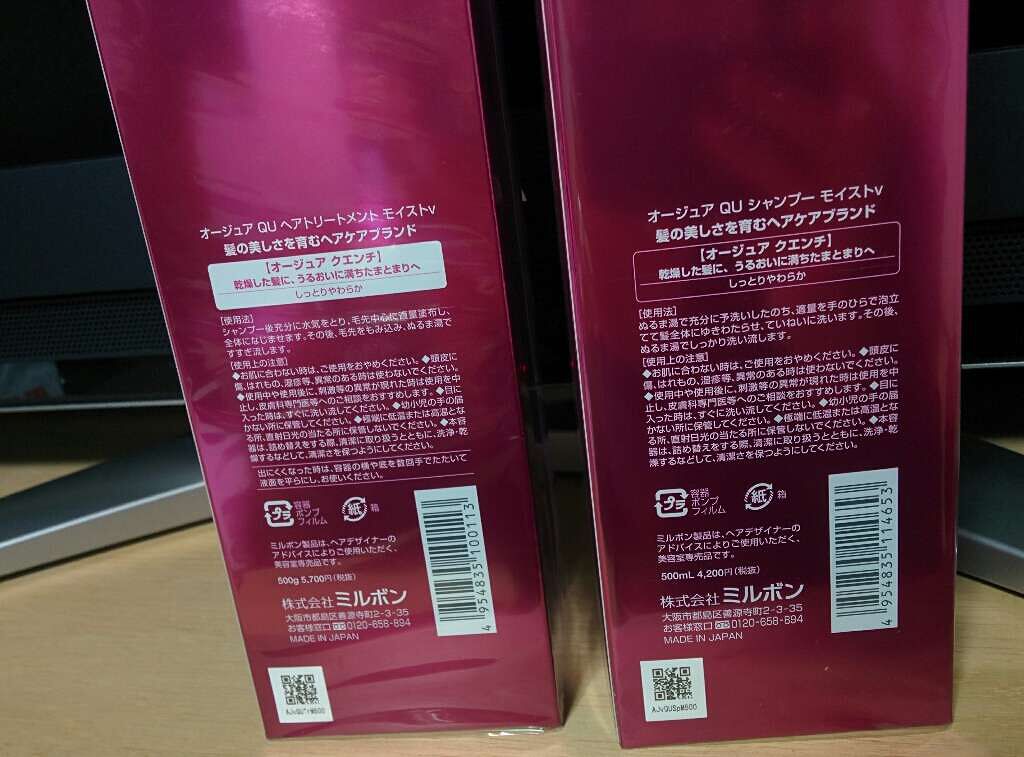 オージュア QU ヘアトリートメント モイストV
髪の美しさを育むヘアケアブランド
【オージュア クエンチ】
乾燥した髪に、うるおいに満ちたまとまりへ
しっとりやわらか
[使用法]
シャンプー後充分に水気をとり、毛先中心に適量塗布し、
全体になじませます。その後、毛先をもみ込み、ぬるま湯で
すすぎ流します。
[使用上の注意]
◆お肌に合わない時は、ご使用をおやめください。◆頭皮に
傷、はれもの、湿疹等、異常のある時は使わないでください。
◆使用中や使用後に、刺激等の異常が現れた時は使用を中
止し、皮膚科専門医等へのご相談をおすすめします。◆目に
入った時は、すぐに洗い流してください。◆幼小児の手の届
かない所に保管してください。◆極端に低温または高温とな
る所、直射日光の当たる所に保管しないでください。◆本容
器は、詰め替えをする際、清潔に取り扱うとともに、洗浄・乾
燥するなどして、清潔さを保つようにしてください。
出にくくなった時は、容器の横や底を数回手でたたいて
液面を平らにし、お使いください。
プラ
容器
ポンプ
フィルム
紙
箱
ミルボン製品は、ヘアデザイナーの
アドバイスによりご使用いただく、
美容室専売品です。
500g 5,700円(税抜)
株式会社 ミルボン
大阪市都島区善源寺町2-3-35
お客様窓口 0120-658-894
MADE IN JAPAN
4 954835 100113
AJvQUTrM500
オージュア QU シャンプー モイストV
髪の美しさを育むヘアケアブランド
【オージュア クエンチ】
乾燥した髪に、うるおいに満ちたまとまりへ
しっとりやわらか
[使用法]
ぬるま湯で充分に予洗いしたのち、適量を手のひらで泡立
てて髪全体にゆきわたらせ、ていねいに洗います。その後、
ぬるま湯でしっかり洗い流します。
[使用上の注意]
◆お肌に合わない時は、ご使用をおやめください。◆頭皮に
傷、はれもの、湿疹等、異常のある時は使わないでください。
◆使用中や使用後に、刺激等の異常が現れた時は使用を中
止し、皮膚科専門医等へのご相談をおすすめします。◆目に
入った時は、すぐに洗い流してください。◆幼小児の手の届
かない所に保管してください。◆極端に低温または高温とな
る所、直射日光の当たる所に保管しないでください。◆本容
器は、詰め替えをする際、清潔に取り扱うとともに、洗浄・乾
燥するなどして、清潔さを保つようにしてください。
プラ
容器
ポンプ
フィルム
紙
箱
ミルボン製品は、ヘアデザイナーの
アドバイスによりご使用いただく、
美容室専売品です。
500mL 4,200円(税抜)
株式会社 ミルボン
大阪市都島区善源寺町2-3-35
お客様窓口 0120-658-894
MADE IN JAPAN
4 954835 114653
AJvQUSpM500